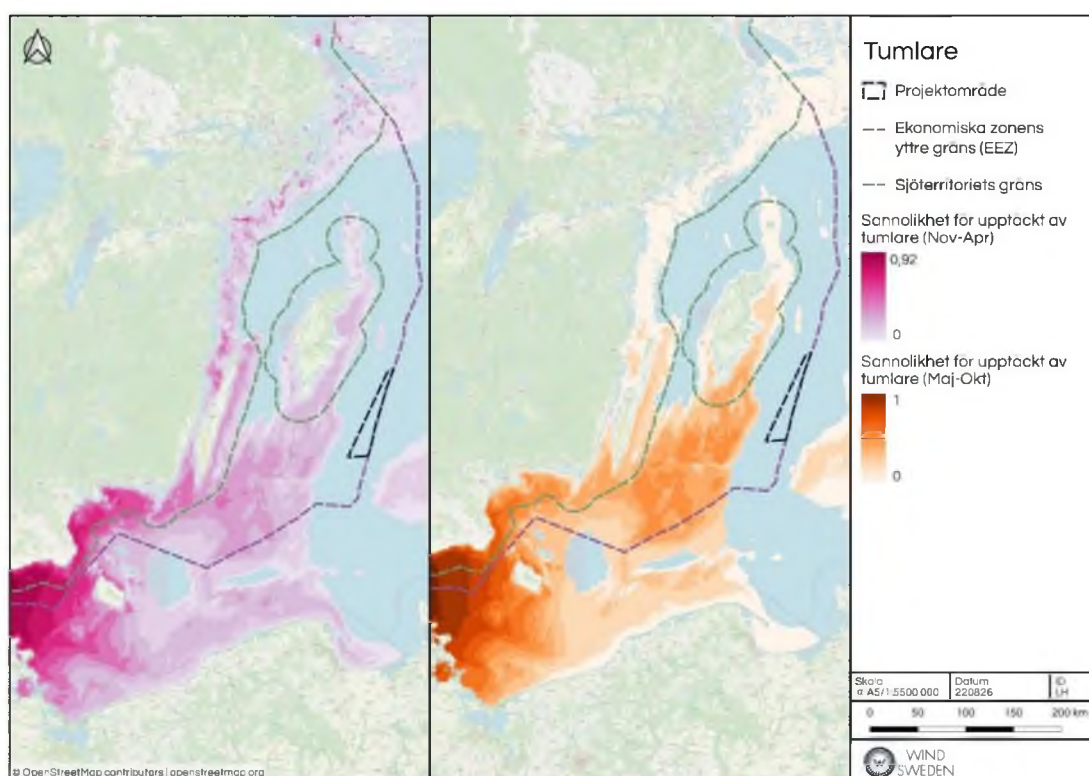 Tumlare
Projektområde
Ekonomiska zonens
yttre gräns (EEZ)
Sjöterritoriets gräns
Sannolikhet för upptäckt av
tumlare (Nov-Apr)
0,92
0
Sannolikhet för upptäckt av
tumlare (Maj-Okt)
1
0
Skala
α A5/1:5500 000
Datum
220826
ID
LH
0 50 100 150 200 km
WIND
SWEDEN
© OpenStreetMap contributors | openstreetmap.org